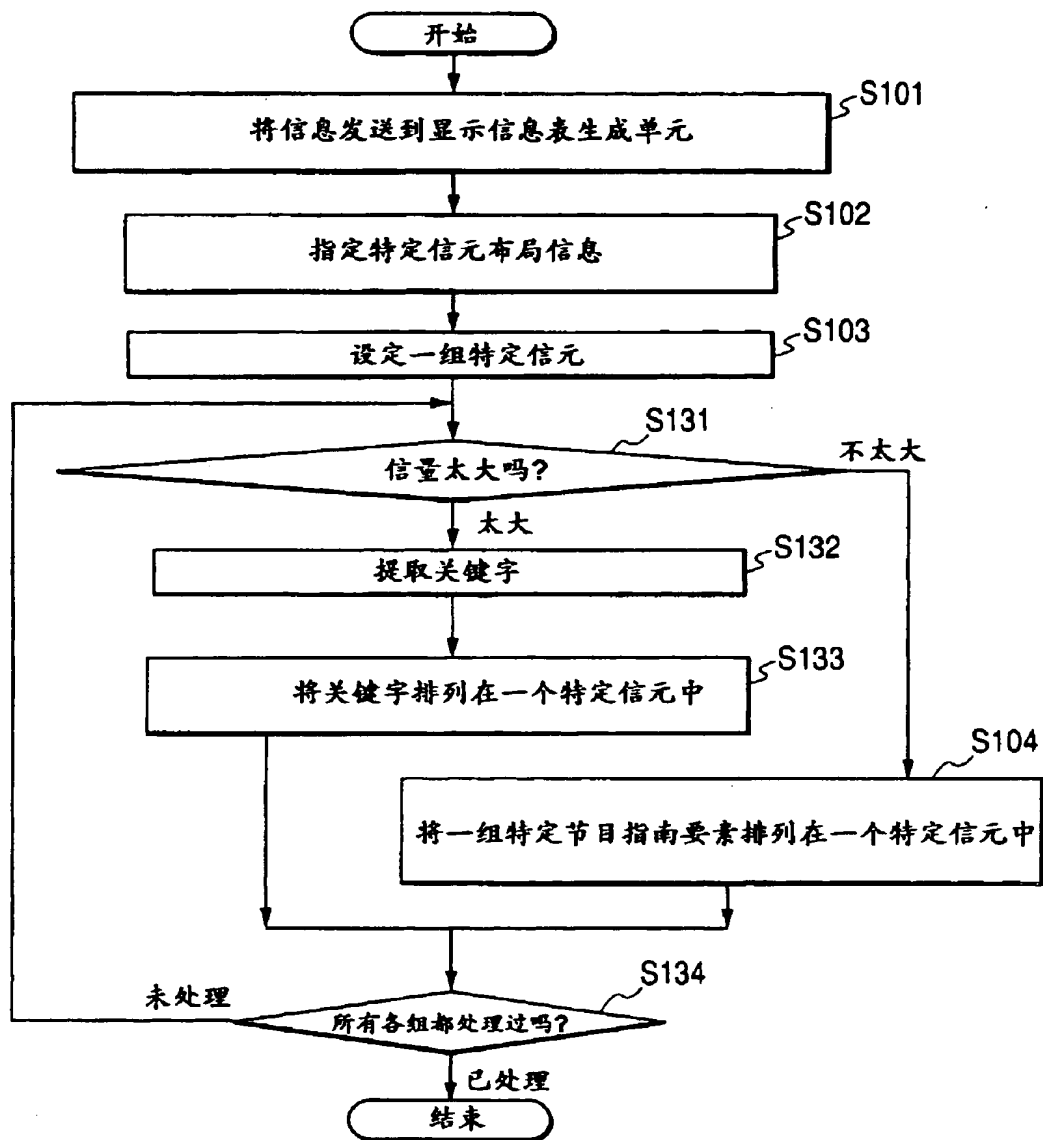 开始
S101
将信息发送到显示信息表生成单元
S102
指定特定信元布局信息
S103
设定一组特定信元
S131
信量太大吗?
不太大
太大
S132
提取关键字
S133
将关键字排列在一个特定信元中
S104
将一组特定节目指南要素排列在一个特定信元中
S134
未处理
所有各组都处理过吗?
已处理
结束